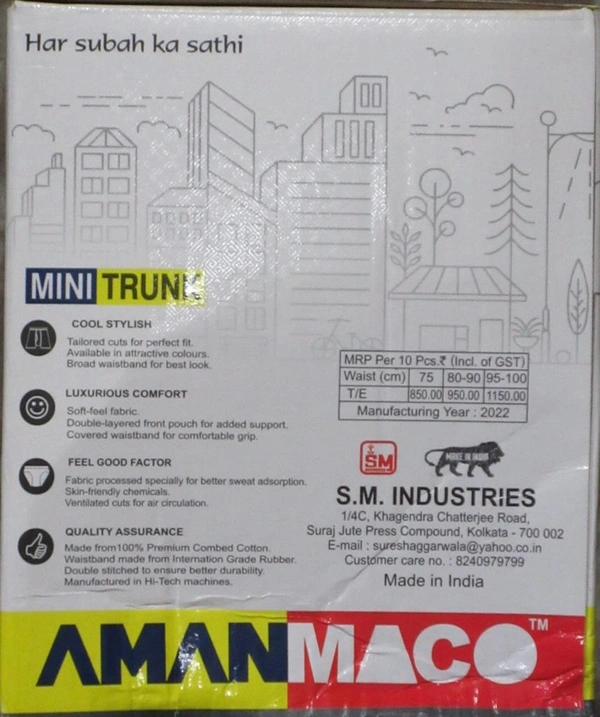 Har subah ka sathi
MINI TRUNK
COOL STYLISH
Tailored cuts for perfect fit.
Available in attractive colours.
Broad waistband for best look.
LUXURIOUS COMFORT
Soft-feel fabric.
Double-layered front pouch for added support.
Covered waistband for comfortable grip.
FEEL GOOD FACTOR
Fabric processed specially for better sweat adsorption.
Skin-friendly chemicals.
Ventilated cuts for air circulation.
QUALITY ASSURANCE
Made from100% Premium Combed Cotton.
Waistband made from Internation Grade Rubber.
Double stitched to ensure better durability.
Manufactured in Hi-Tech machines.
MRP Per 10 Pcs.₹ (Incl. of GST)
Waist (cm) 75 80-90 95-100
T/E 850.00 950.00 1150.00
Manufacturing Year : 2022
SM
MAKE IN INDIA
S.M. INDUSTRIES
1/4C, Khagendra Chatterjee Road,
Suraj Jute Press Compound, Kolkata - 700 002
E-mail : sureshaggarwala@yahoo.co.in
Customer care no. : 8240979799
Made in India
AMANMACO™